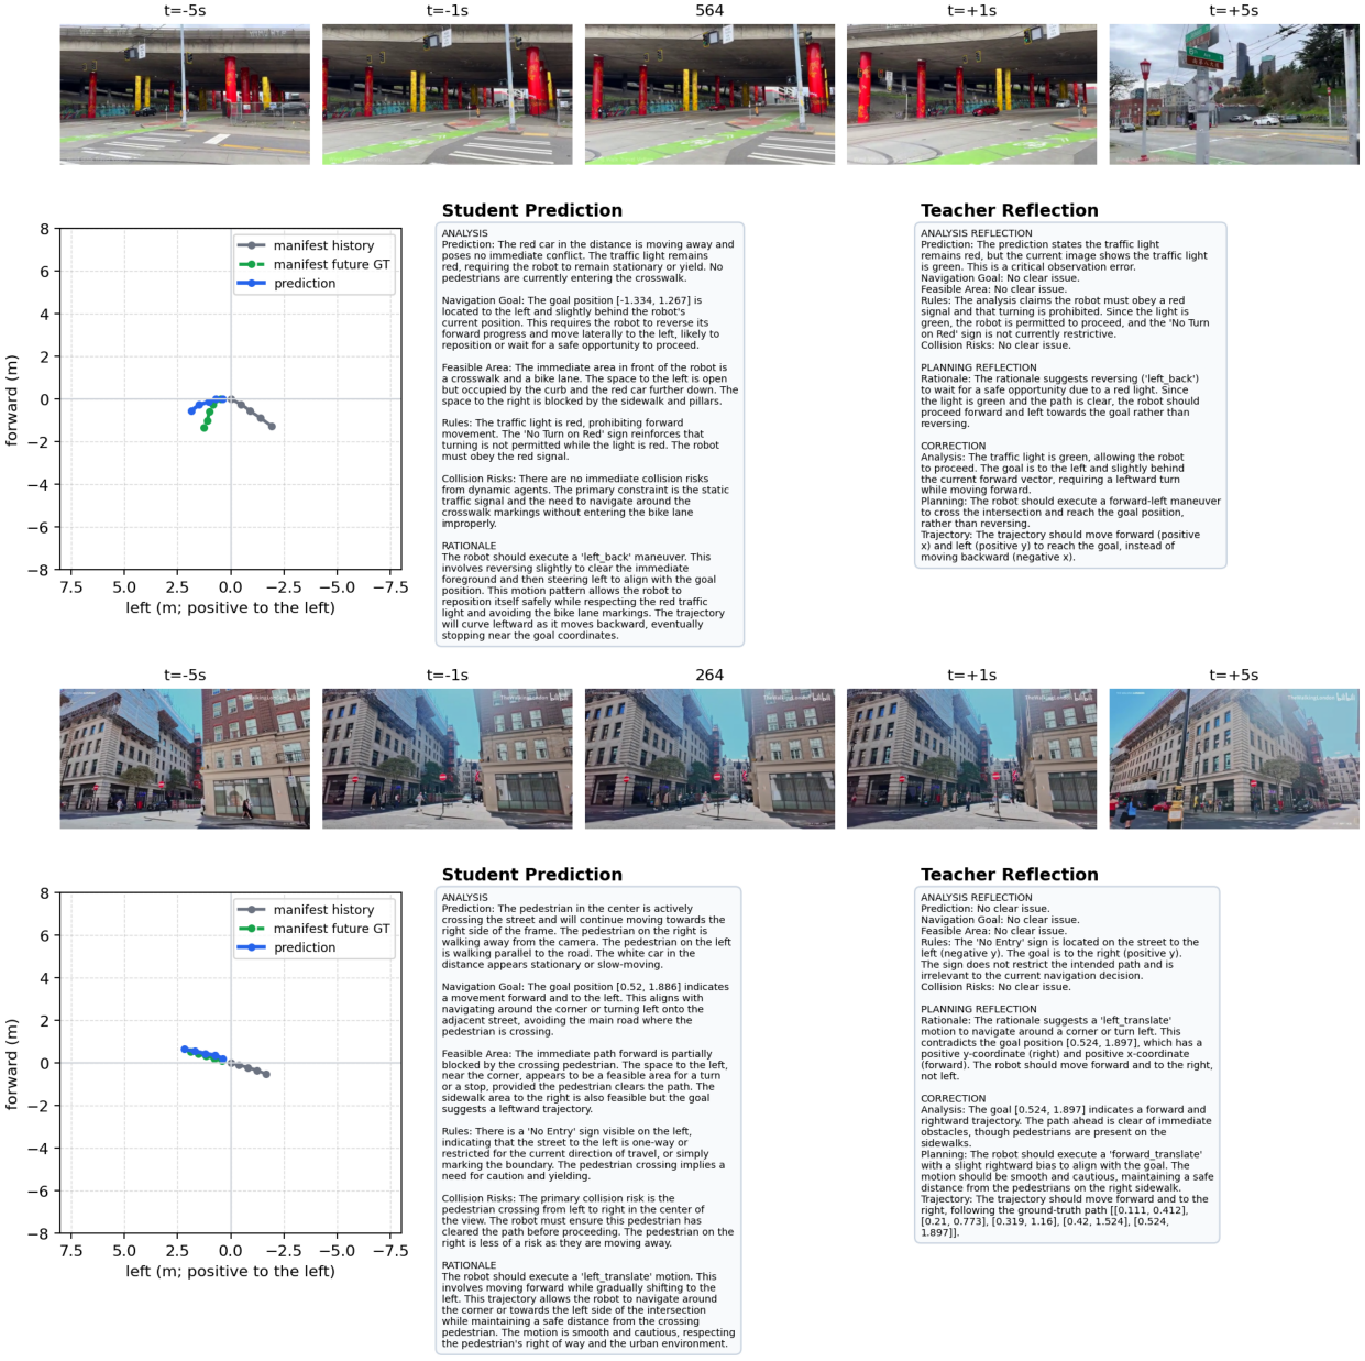 t=-5s
t=-1s
564
t=+1s
t=+5s
8
6
4
2
0
−2
−4
−6
−8
7.5
5.0
2.5
0.0
−2.5
−5.0
−7.5
forward (m)
left (m; positive to the left)
manifest history
manifest future GT
prediction
Student Prediction
ANALYSIS
Prediction: The red car in the distance is moving away and
poses no immediate conflict. The traffic light remains
red, requiring the robot to remain stationary or yield. No
pedestrians are currently entering the crosswalk.
Navigation Goal: The goal position [-1.334, 1.267] is
located to the left and slightly behind the robot's
current position. This requires the robot to reverse its
forward progress and move laterally to the left, likely to
reposition or wait for a safe opportunity to proceed.
Feasible Area: The immediate area in front of the robot is
a crosswalk and a bike lane. The space to the left is open
but occupied by the curb and the red car further down. The
space to the right is blocked by the sidewalk and pillars.
Rules: The traffic light is red, prohibiting forward
movement. The 'No Turn on Red' sign reinforces that
turning is not permitted while the light is red. The robot
must obey the red signal.
Collision Risks: There are no immediate collision risks
from dynamic agents. The primary constraint is the static
traffic signal and the need to navigate around the
crosswalk markings without entering the bike lane
improperly.
RATIONALE
The robot should execute a 'left_back' maneuver. This
involves reversing slightly to clear the immediate
foreground and then steering left to align with the goal
position. This motion pattern allows the robot to
reposition itself safely while respecting the red traffic
light and avoiding the bike lane markings. The trajectory
will curve leftward as it moves backward, eventually
stopping near the goal coordinates.
Teacher Reflection
ANALYSIS REFLECTION
Prediction: The prediction states the traffic light
remains red, but the current image shows the traffic light
is green. This is a critical observation error.
Navigation Goal: No clear issue.
Feasible Area: No clear issue.
Rules: The analysis claims the robot must obey a red
signal and that turning is prohibited. Since the light is
green, the robot is permitted to proceed, and the 'No Turn
on Red' sign is not currently restrictive.
Collision Risks: No clear issue.
PLANNING REFLECTION
Rationale: The rationale suggests reversing ('left_back')
to wait for a safe opportunity due to a red light. Since
the light is green and the path is clear, the robot should
proceed forward and left towards the goal rather than
reversing.
CORRECTION
Analysis: The traffic light is green, allowing the robot
to proceed. The goal is to the left and slightly behind
the current forward vector, requiring a leftward turn
while moving forward.
Planning: The robot should execute a forward-left maneuver
to cross the intersection and reach the goal position,
rather than reversing.
Trajectory: The trajectory should move forward (positive
x) and left (positive y) to reach the goal, instead of
moving backward (negative x).
t=-5s
t=-1s
264
t=+1s
t=+5s
8
6
4
2
0
−2
−4
−6
−8
7.5
5.0
2.5
0.0
−2.5
−5.0
−7.5
forward (m)
left (m; positive to the left)
manifest history
manifest future GT
prediction
Student Prediction
ANALYSIS
Prediction: The pedestrian in the center is actively
crossing the street and will continue moving towards the
right side of the frame. The pedestrian on the right is
walking away from the camera. The pedestrian on the left
is walking parallel to the road. The white car in the
distance appears stationary or slow-moving.
Navigation Goal: The goal position [0.52, 1.886] indicates
a movement forward and to the left. This aligns with
navigating around the corner or turning left onto the
adjacent street, avoiding the main road where the
pedestrian is crossing.
Feasible Area: The immediate path forward is partially
blocked by the crossing pedestrian. The space to the left,
near the corner, appears to be a feasible area for a turn
or a stop, provided the pedestrian clears the path. The
sidewalk area to the right is also feasible but the goal
suggests a leftward trajectory.
Rules: There is a 'No Entry' sign visible on the left,
indicating that the street to the left is one-way or
restricted for the current direction of travel, or simply
marking the boundary. The pedestrian crossing implies a
need for caution and yielding.
Collision Risks: The primary collision risk is the
pedestrian crossing from left to right in the center of
the view. The robot must ensure this pedestrian has
cleared the path before proceeding. The pedestrian on the
right is less of a risk as they are moving away.
RATIONALE
The robot should execute a 'left_translate' motion. This
involves moving forward while gradually shifting to the
left. This trajectory allows the robot to navigate around
the corner or towards the left side of the intersection
while maintaining a safe distance from the crossing
pedestrian. The motion is smooth and cautious, respecting
the pedestrian's right of way and the urban environment.
Teacher Reflection
ANALYSIS REFLECTION
Prediction: No clear issue.
Navigation Goal: No clear issue.
Feasible Area: No clear issue.
Rules: The 'No Entry' sign is located on the street to the
left (negative y). The goal is to the right (positive y).
The sign does not restrict the intended path and is
irrelevant to the current navigation decision.
Collision Risks: No clear issue.
PLANNING REFLECTION
Rationale: The rationale suggests a 'left_translate'
motion to navigate around a corner or turn left. This
contradicts the goal position [0.524, 1.897], which has a
positive y-coordinate (right) and positive x-coordinate
(forward). The robot should move forward and to the right,
not left.
CORRECTION
Analysis: The goal [0.524, 1.897] indicates a forward and
rightward trajectory. The path ahead is clear of immediate
obstacles, though pedestrians are present on the
sidewalks.
Planning: The robot should execute a 'forward_translate'
with a slight rightward bias to align with the goal. The
motion should be smooth and cautious, maintaining a safe
distance from the pedestrians on the right sidewalk.
Trajectory: The trajectory should move forward and to the
right, following the ground-truth path [[0.111, 0.412],
[0.21, 0.773], [0.319, 1.16], [0.42, 1.524], [0.524,
1.897]].